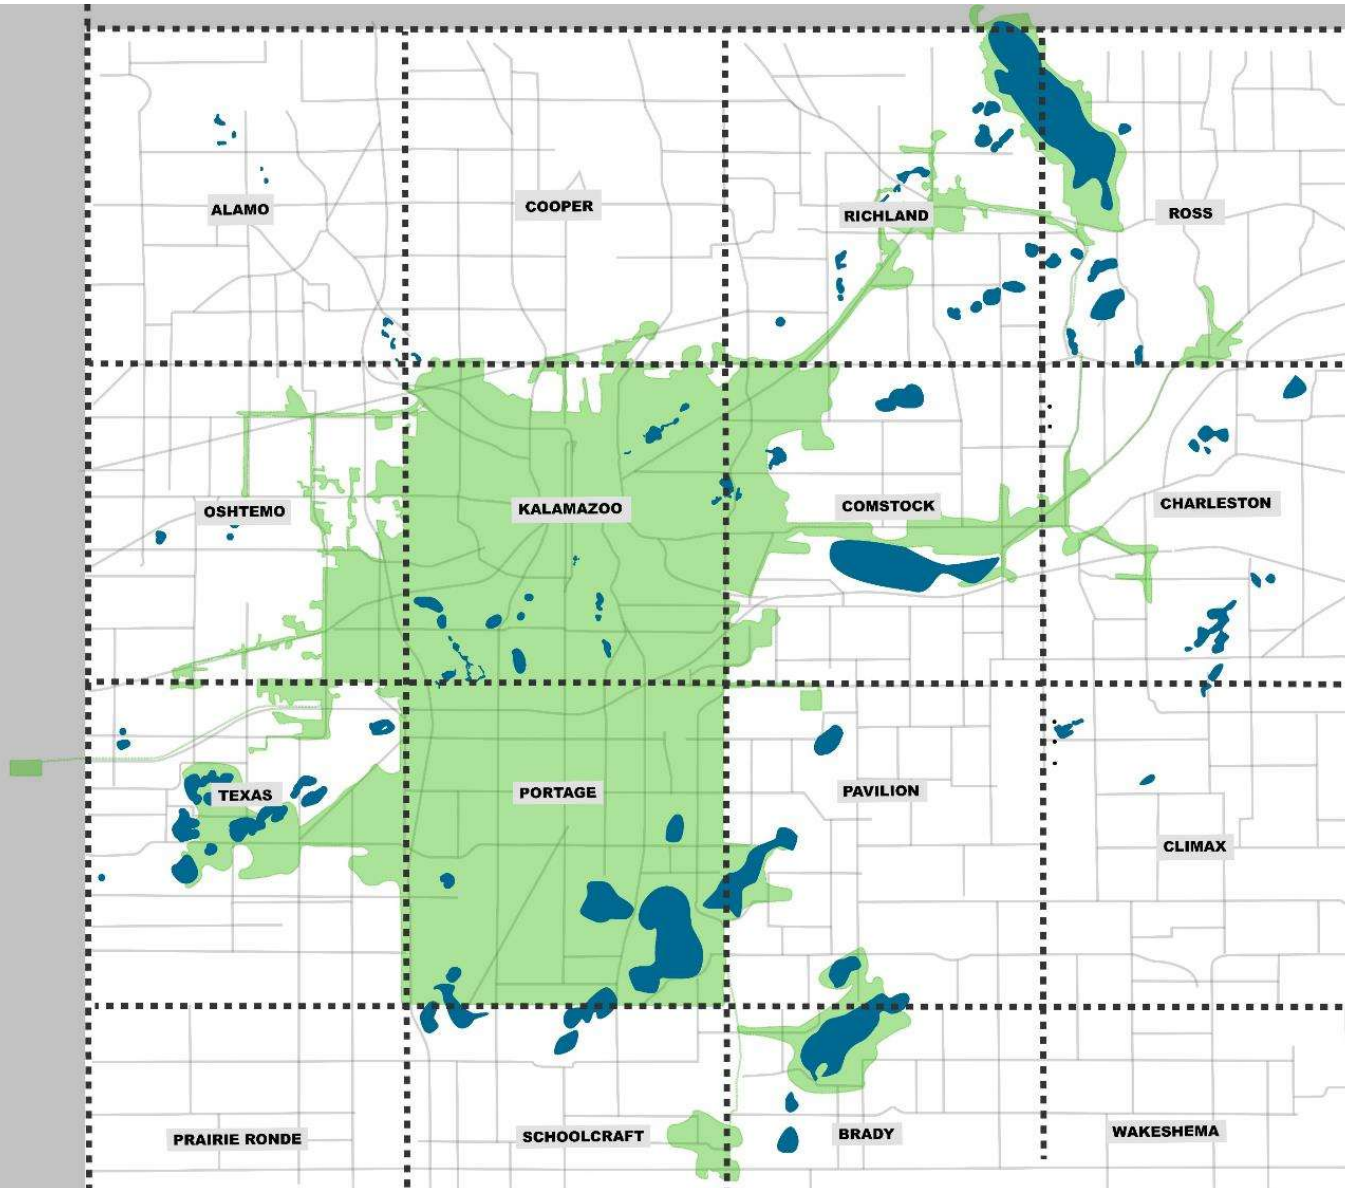 ALAMO
COOPER
RICHLAND
ROSS
OSHTEMO
KALAMAZOO
COMSTOCK
CHARLESTON
TEXAS
PORTAGE
PAVILION
CLIMAX
PRAIRIE RONDE
SCHOOLCRAFT
BRADY
WAKESHEMA